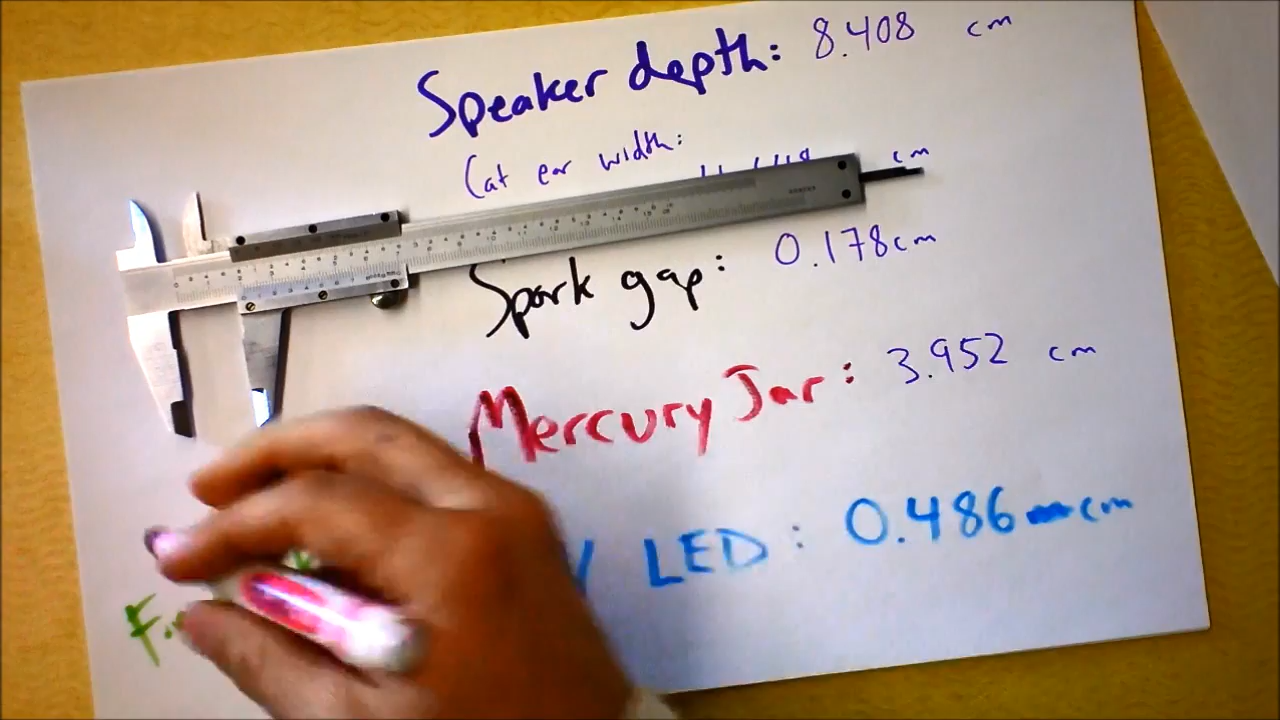 Speaker depth: 8.408 cm
Cat ear width: cm
Spark gap: 0.178cm
Mercury Jar: 3.952 cm
LED: 0.486 cm